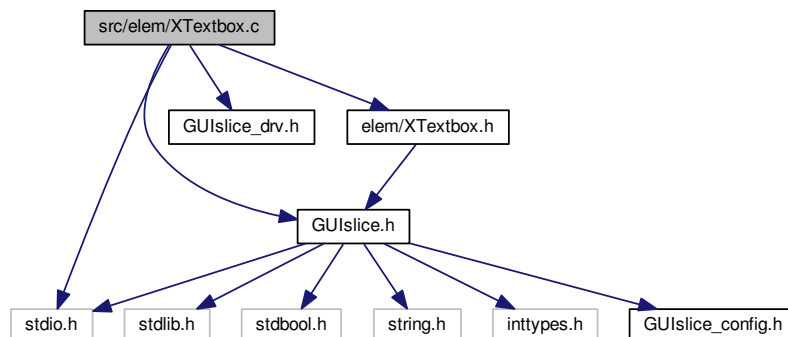 src/elem/XTextbox.c
GUIslice_drv.h
elem/XTextbox.h
GUIslice.h
stdio.h
stdlib.h
stdbool.h
string.h
inttypes.h
GUIslice_config.h